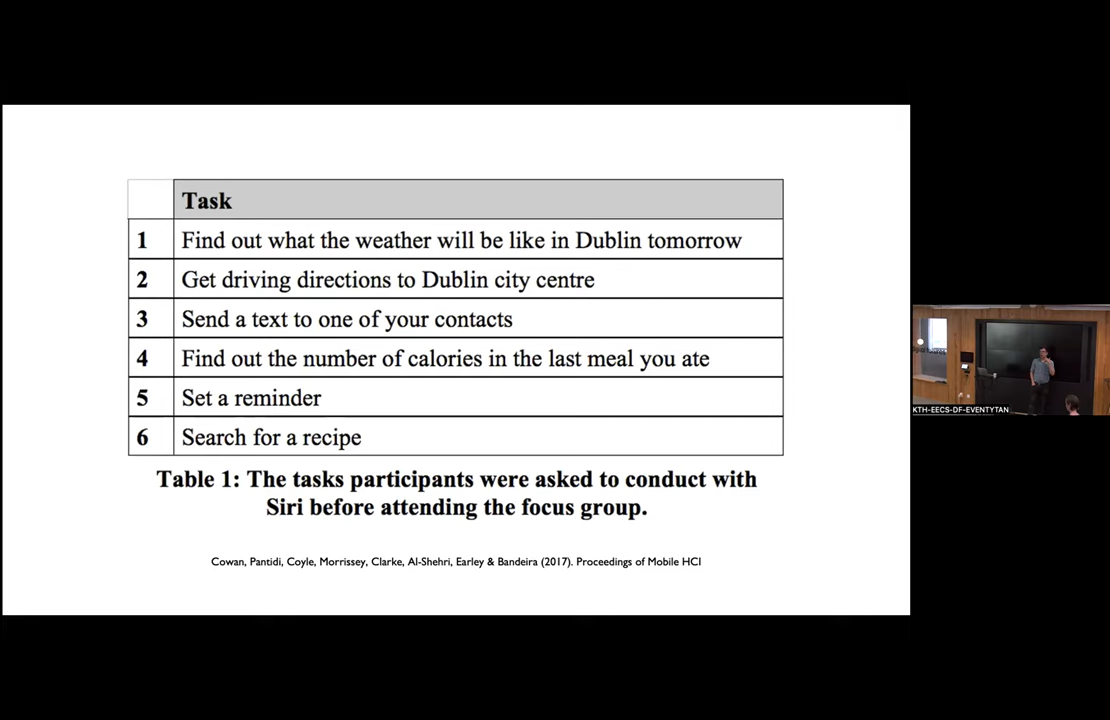 Task
1 Find out what the weather will be like in Dublin tomorrow
2 Get driving directions to Dublin city centre
3 Send a text to one of your contacts
4 Find out the number of calories in the last meal you ate
5 Set a reminder
6 Search for a recipe
Table 1: The tasks participants were asked to conduct with
Siri before attending the focus group.
Cowan, Pantidi, Coyle, Morrissey, Clarke, Al-Shehri, Earley & Bandeira (2017). Proceedings of Mobile HCI
KTH-EECS-DF-EVENTYTAN